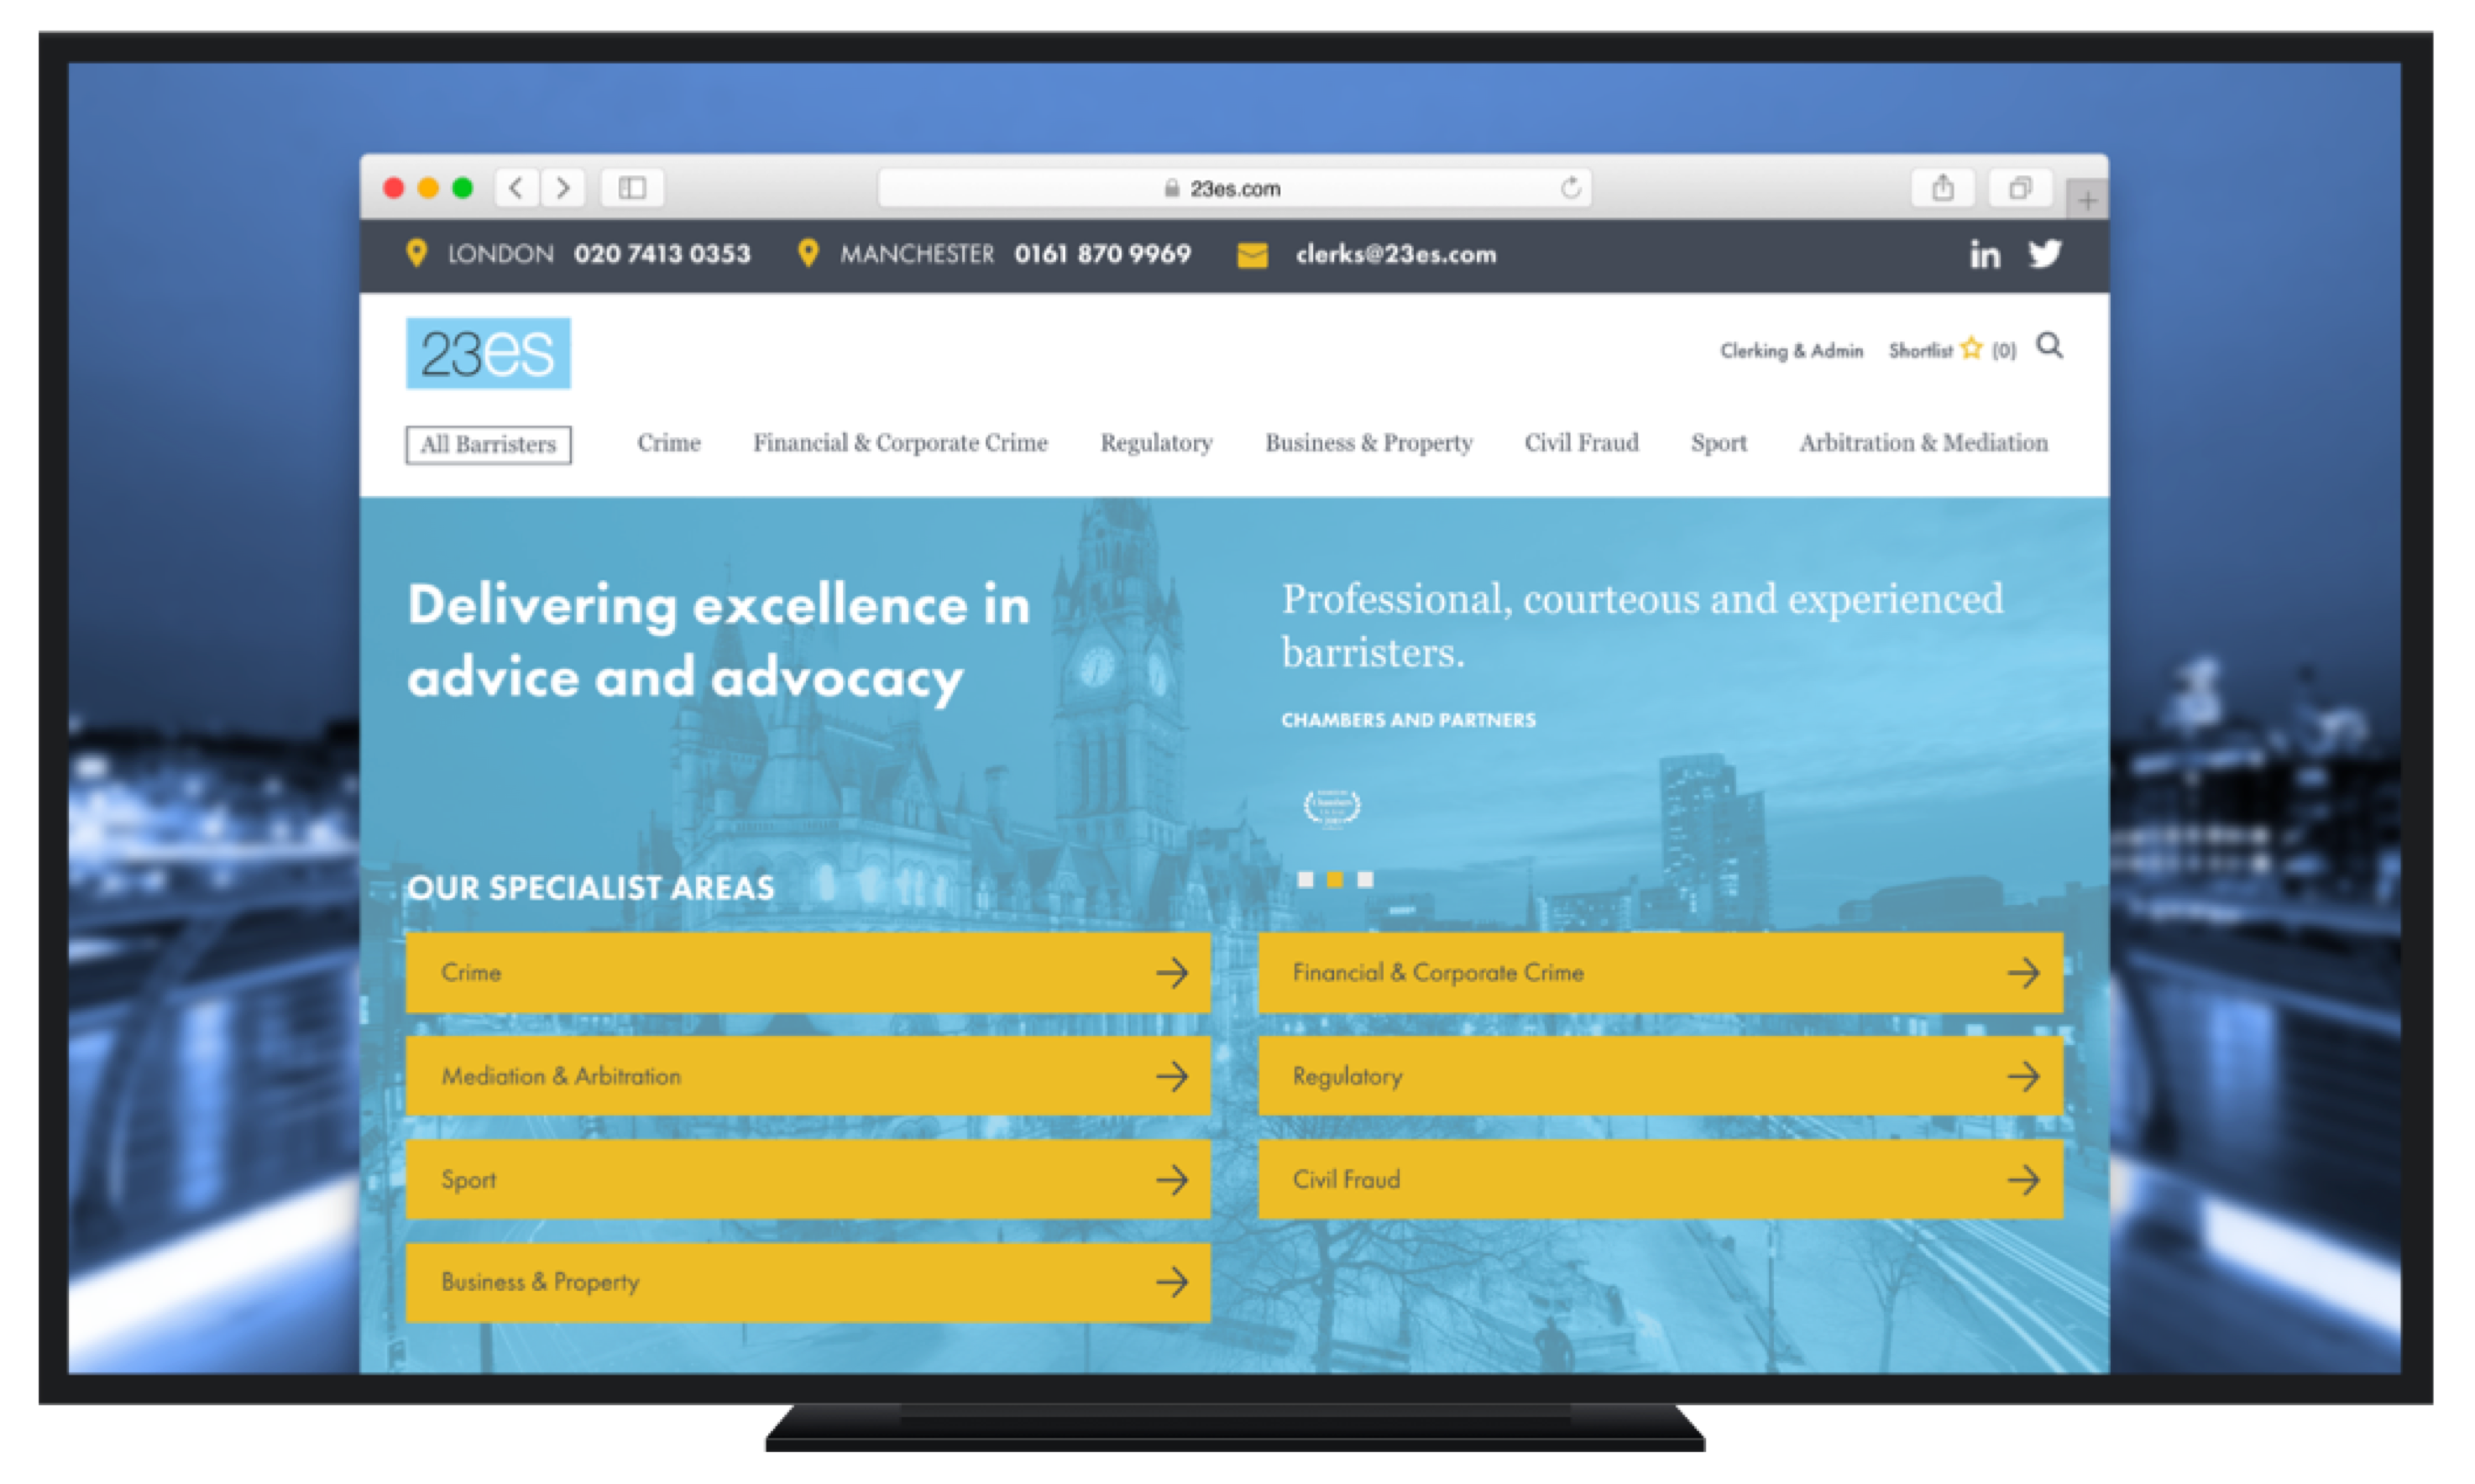 23es.com
LONDON 020 7413 0353 MANCHESTER 0161 870 9969 clerks@23es.com in
23es
Clerking & Admin Shortlist (0)
All Barristers Crime Financial & Corporate Crime Regulatory Business & Property Civil Fraud Sport Arbitration & Mediation
Delivering excellence in
advice and advocacy
Professional, courteous and experienced
barristers.
CHAMBERS AND PARTNERS
OUR SPECIALIST AREAS
Crime
Financial & Corporate Crime
Mediation & Arbitration
Regulatory
Sport
Civil Fraud
Business & Property